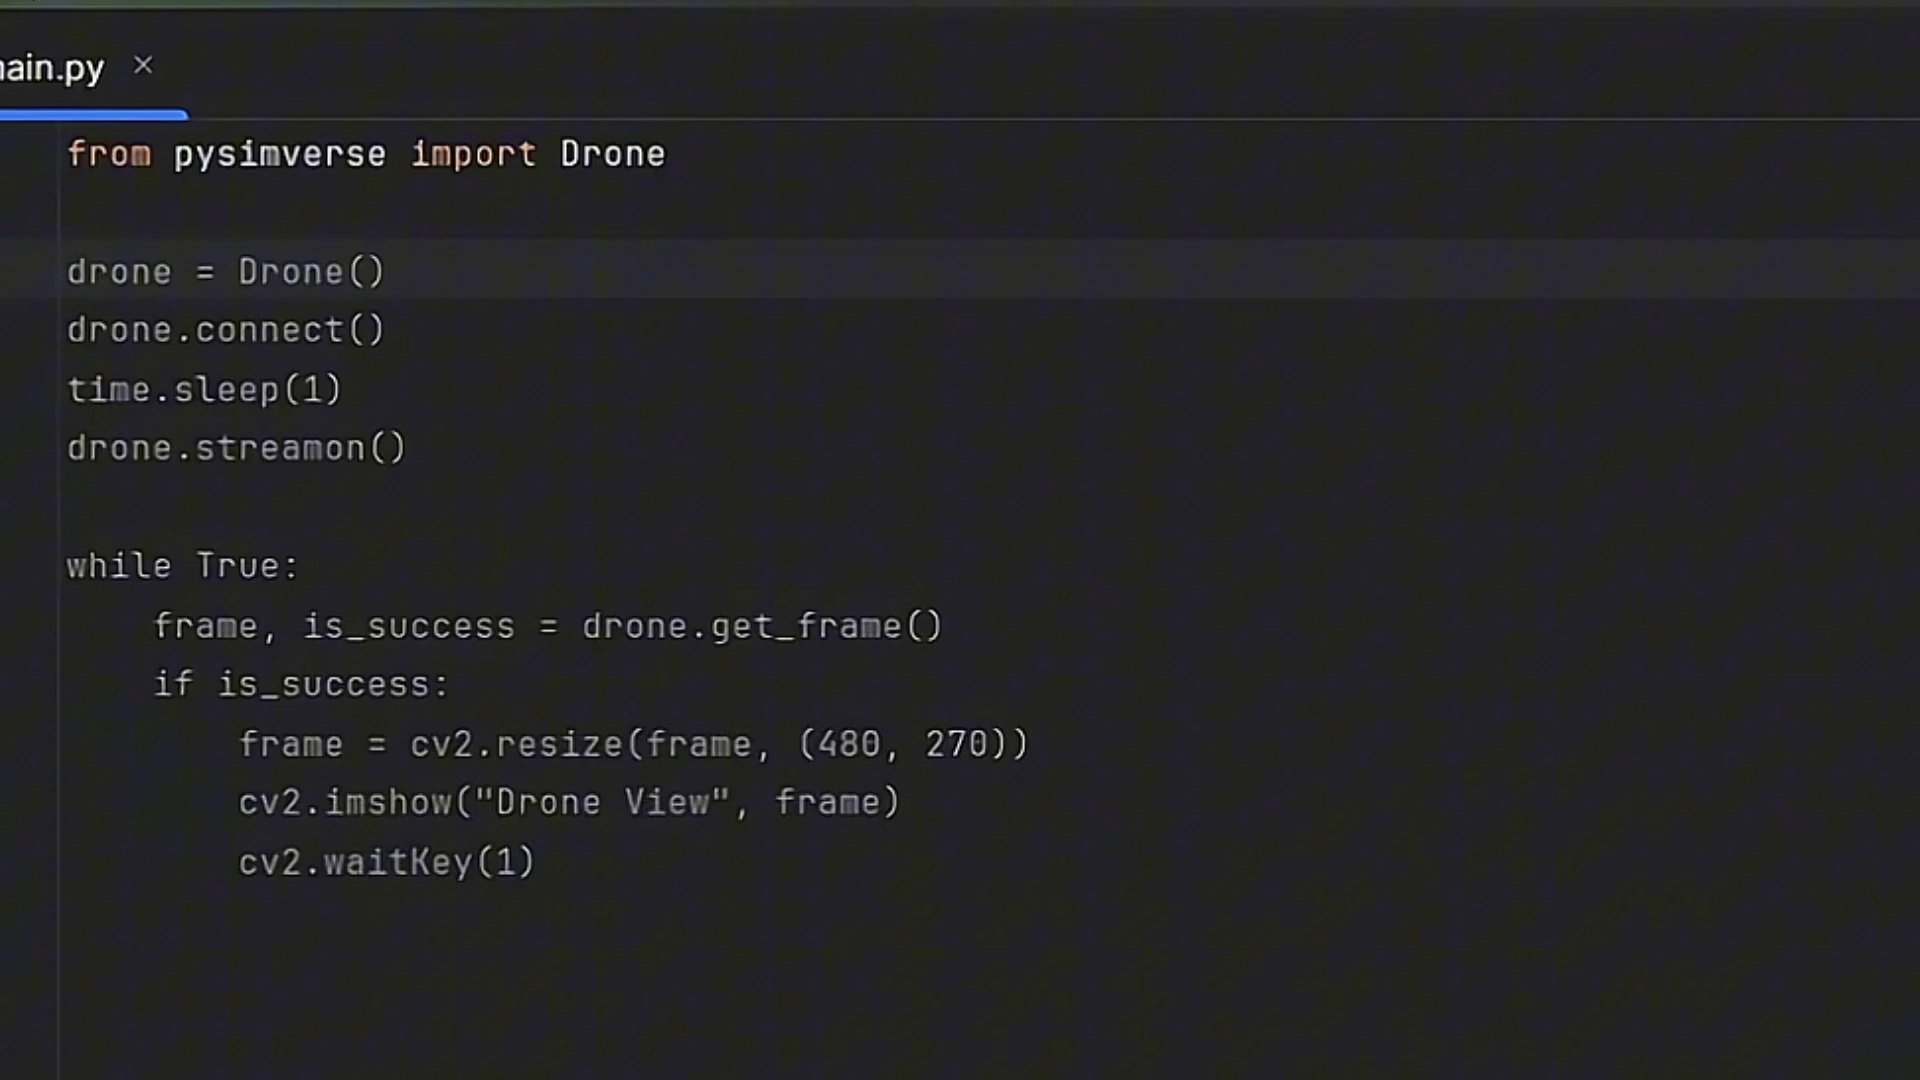 ain.py ×
from pysimverse import Drone
drone = Drone()
drone.connect()
time.sleep(1)
drone.streamon()
while True:
    frame, is_success = drone.get_frame()
    if is_success:
        frame = cv2.resize(frame, (480, 270))
        cv2.imshow("Drone View", frame)
        cv2.waitKey(1)